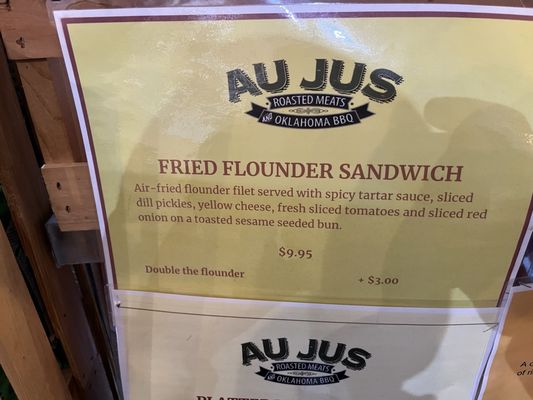 AU JUS
ROASTED MEATS
AND OKLAHOMA BBQ
FRIED FLOUNDER SANDWICH
Air-fried flounder filet served with spicy tartar sauce, sliced
dill pickles, yellow cheese, fresh sliced tomatoes and sliced red
onion on a toasted sesame seeded bun.
$9.95
Double the flounder + $3.00
AU JUS
ROASTED MEATS
AND OKLAHOMA BBQ
A c
of m